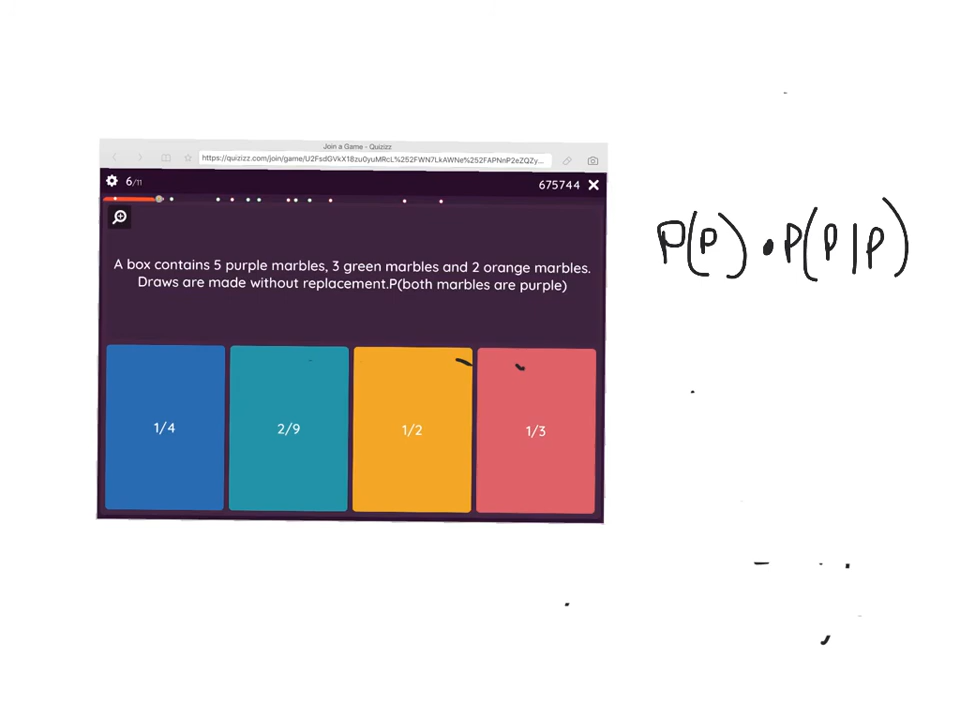 Join a Game - Quizizz
https://quizizz.com/join/game/U2FsdGVkX18zu0yuMRcL%252FWN7LkAWNe%252FAPNnP2eZQZy...
6/11
675744
A box contains 5 purple marbles, 3 green marbles and 2 orange marbles.
Draws are made without replacement.P(both marbles are purple)
P(P) • P(P|P)
1/4
2/9
1/2
1/3